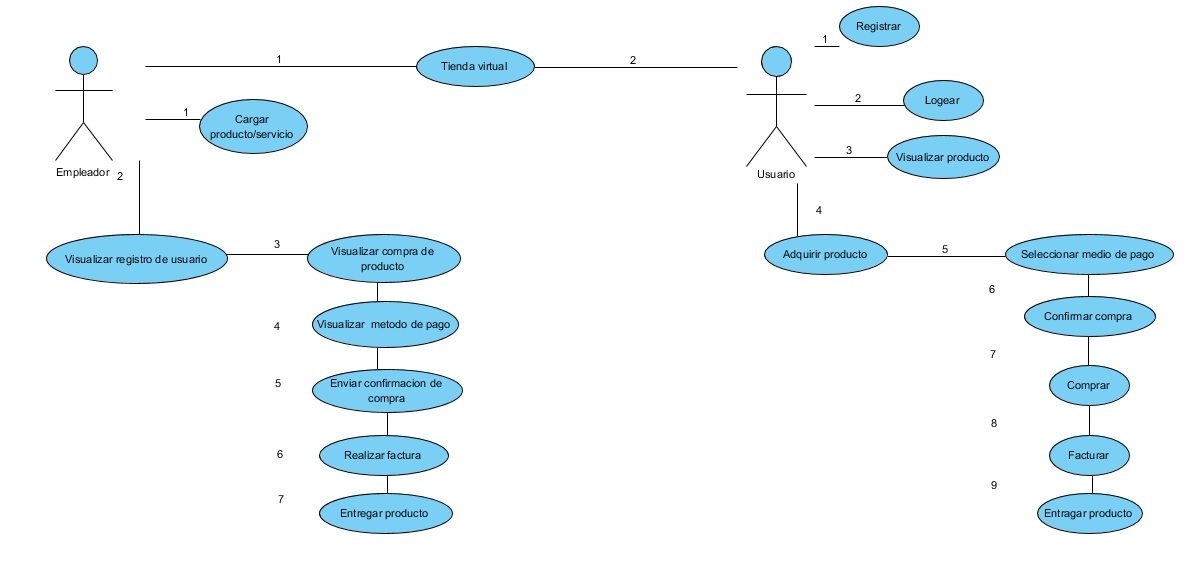 Registrar
1
1
Tienda virtual
2
Logear
2
1
Cargar
producto/servicio
3
Visualizar producto
Empleador
2
Usuario
4
Visualizar registro de usuario
3
Visualizar compra de
producto
Adquirir producto
5
Seleccionar medio de pago
6
Confirmar compra
4
Visualizar metodo de pago
7
5
Enviar confirmacion de
compra
Comprar
8
6
Realizar factura
Facturar
9
7
Entregar producto
Entragar producto